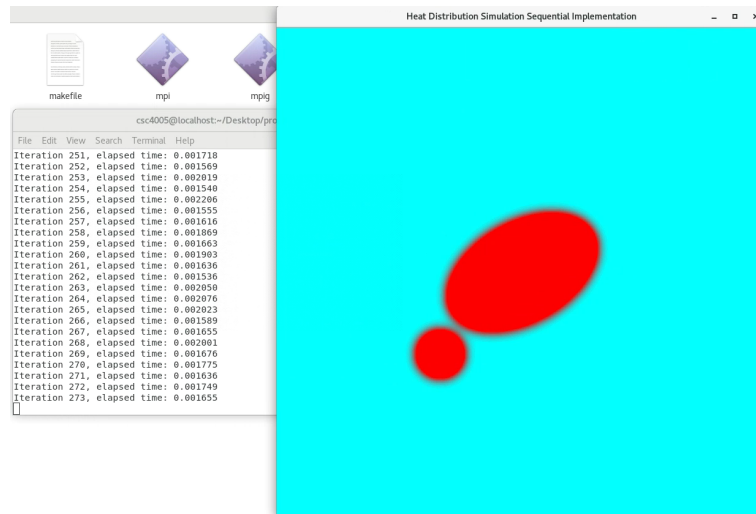 Heat Distribution Simulation Sequential Implementation
makefile
mpi
mpig
csc4005@localhost:~/Desktop/pro
File Edit View Search Terminal Help
Iteration 251, elapsed time: 0.001718
Iteration 252, elapsed time: 0.001569
Iteration 253, elapsed time: 0.002019
Iteration 254, elapsed time: 0.001540
Iteration 255, elapsed time: 0.002206
Iteration 256, elapsed time: 0.001555
Iteration 257, elapsed time: 0.001616
Iteration 258, elapsed time: 0.001869
Iteration 259, elapsed time: 0.001663
Iteration 260, elapsed time: 0.001903
Iteration 261, elapsed time: 0.001636
Iteration 262, elapsed time: 0.001536
Iteration 263, elapsed time: 0.002050
Iteration 264, elapsed time: 0.002076
Iteration 265, elapsed time: 0.002023
Iteration 266, elapsed time: 0.001589
Iteration 267, elapsed time: 0.001655
Iteration 268, elapsed time: 0.002001
Iteration 269, elapsed time: 0.001676
Iteration 270, elapsed time: 0.001775
Iteration 271, elapsed time: 0.001636
Iteration 272, elapsed time: 0.001749
Iteration 273, elapsed time: 0.001655